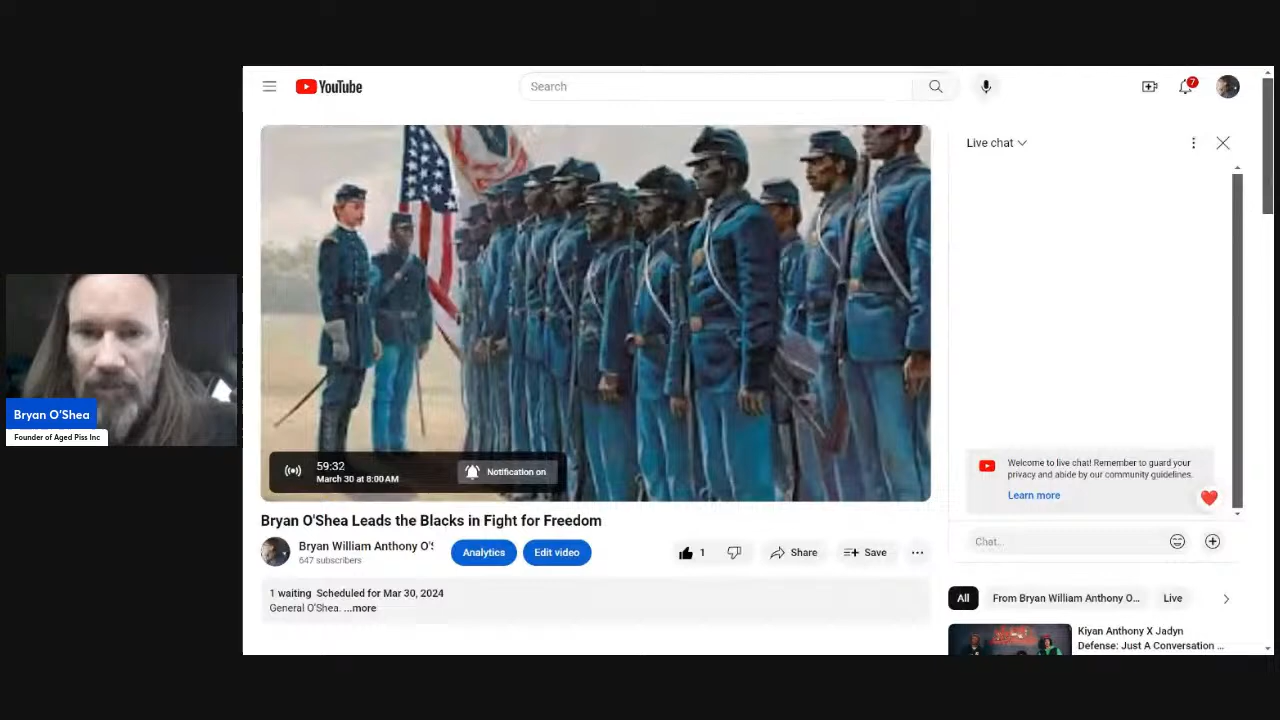 YouTube
Search
7
Live chat
59:32
March 30 at 8:00 AM
Notification on
Welcome to live chat! Remember to guard your
privacy and abide by our community guidelines.
Learn more
Chat...
Bryan O'Shea
Founder of Aged Piss Inc
Bryan O'Shea Leads the Blacks in Fight for Freedom
Bryan William Anthony O'S
647 subscribers
Analytics
Edit video
1
Share
Save
1 waiting Scheduled for Mar 30, 2024
General O'Shea. ...more
All
From Bryan William Anthony O...
Live
Kiyan Anthony X Jadyn
Defense: Just A Conversation ...